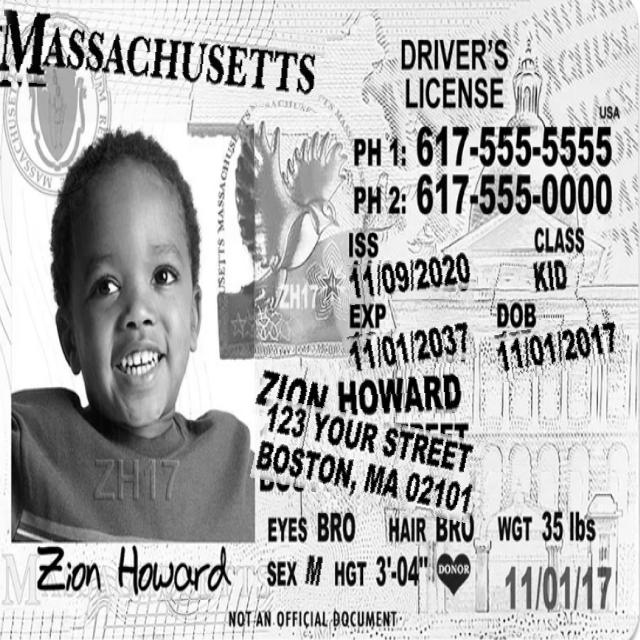 MASSACHUSETTS
DRIVER'S
LICENSE
USA
PH 1: 617-555-5555
PH 2: 617-555-0000
ISS
11/09/2020
CLASS
KID
EXP
11/01/2037
DOB
11/01/2017
ZH17
ZION HOWARD
123 YOUR STREET
BOSTON, MA 02101
ZH17
EYES BRO HAIR BRO WGT 35 lbs
SEX M HGT 3'-04" DONOR
11/01/17
Zion Howard
NOT AN OFFICIAL DOCUMENT